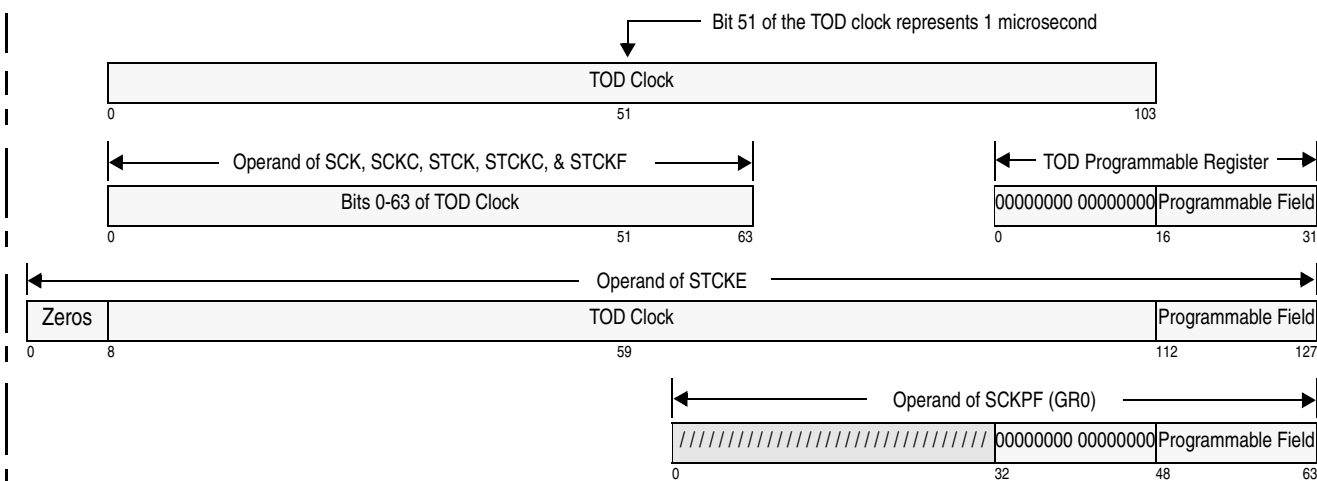 Bit 51 of the TOD clock represents 1 microsecond
TOD Clock
0 51 103
Operand of SCK, SCKC, STCK, STCKC, & STCKF
TOD Programmable Register
Bits 0-63 of TOD Clock
00000000 00000000 Programmable Field
0 51 63
0 16 31
Operand of STCKE
Zeros TOD Clock Programmable Field
0 8 59 112 127
Operand of SCKPF (GR0)
/ / / / / / / / / / / / / / / / / / / / / / / / / / / / / / / / 00000000 00000000 Programmable Field
0 32 48 63